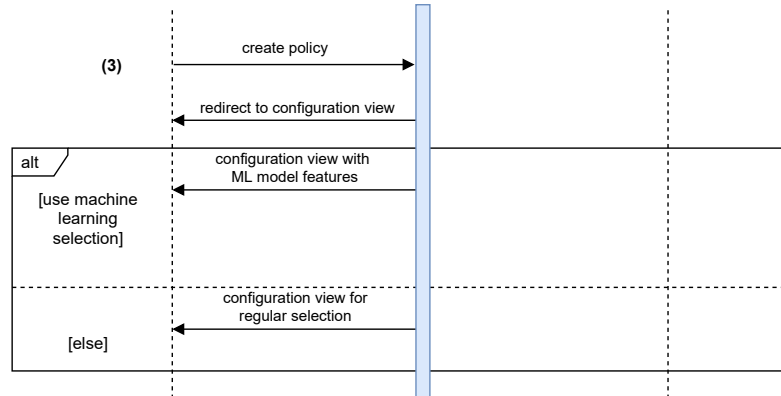 create policy
(3)
redirect to configuration view
alt
configuration view with
ML model features
[use machine
learning
selection]
configuration view for
regular selection
[else]